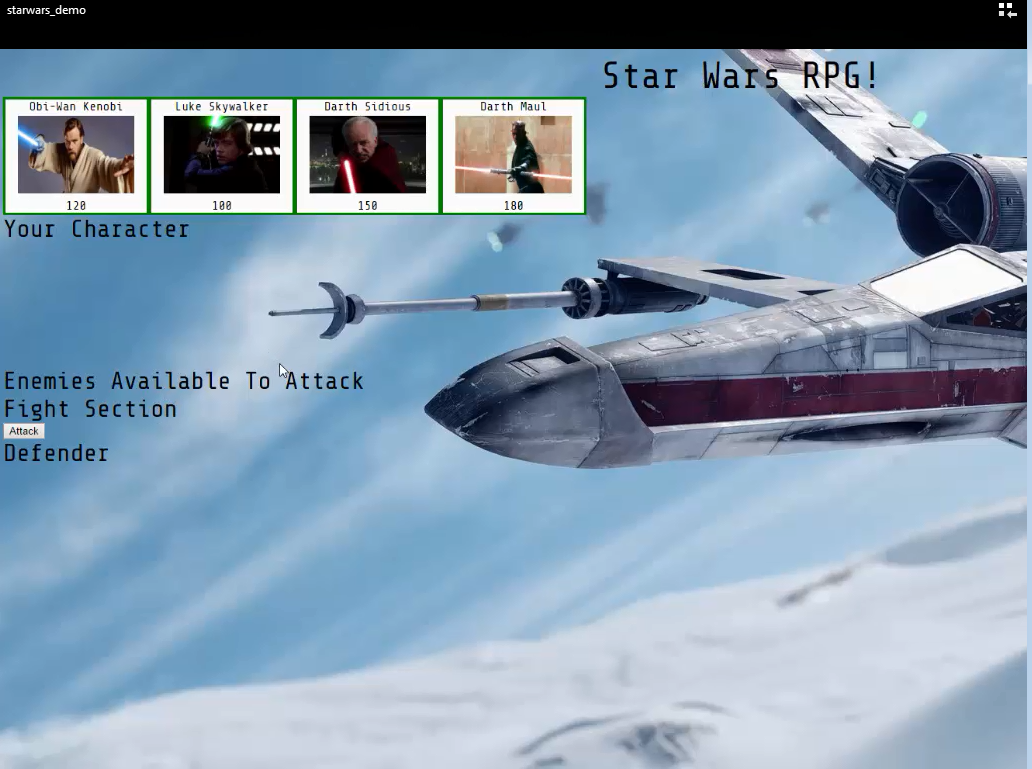 starwars_demo
Star Wars RPG!
Obi-Wan Kenobi
Luke Skywalker
Darth Sidious
Darth Maul
120
100
150
180
Your Character
Enemies Available To Attack
Fight Section
Attack
Defender